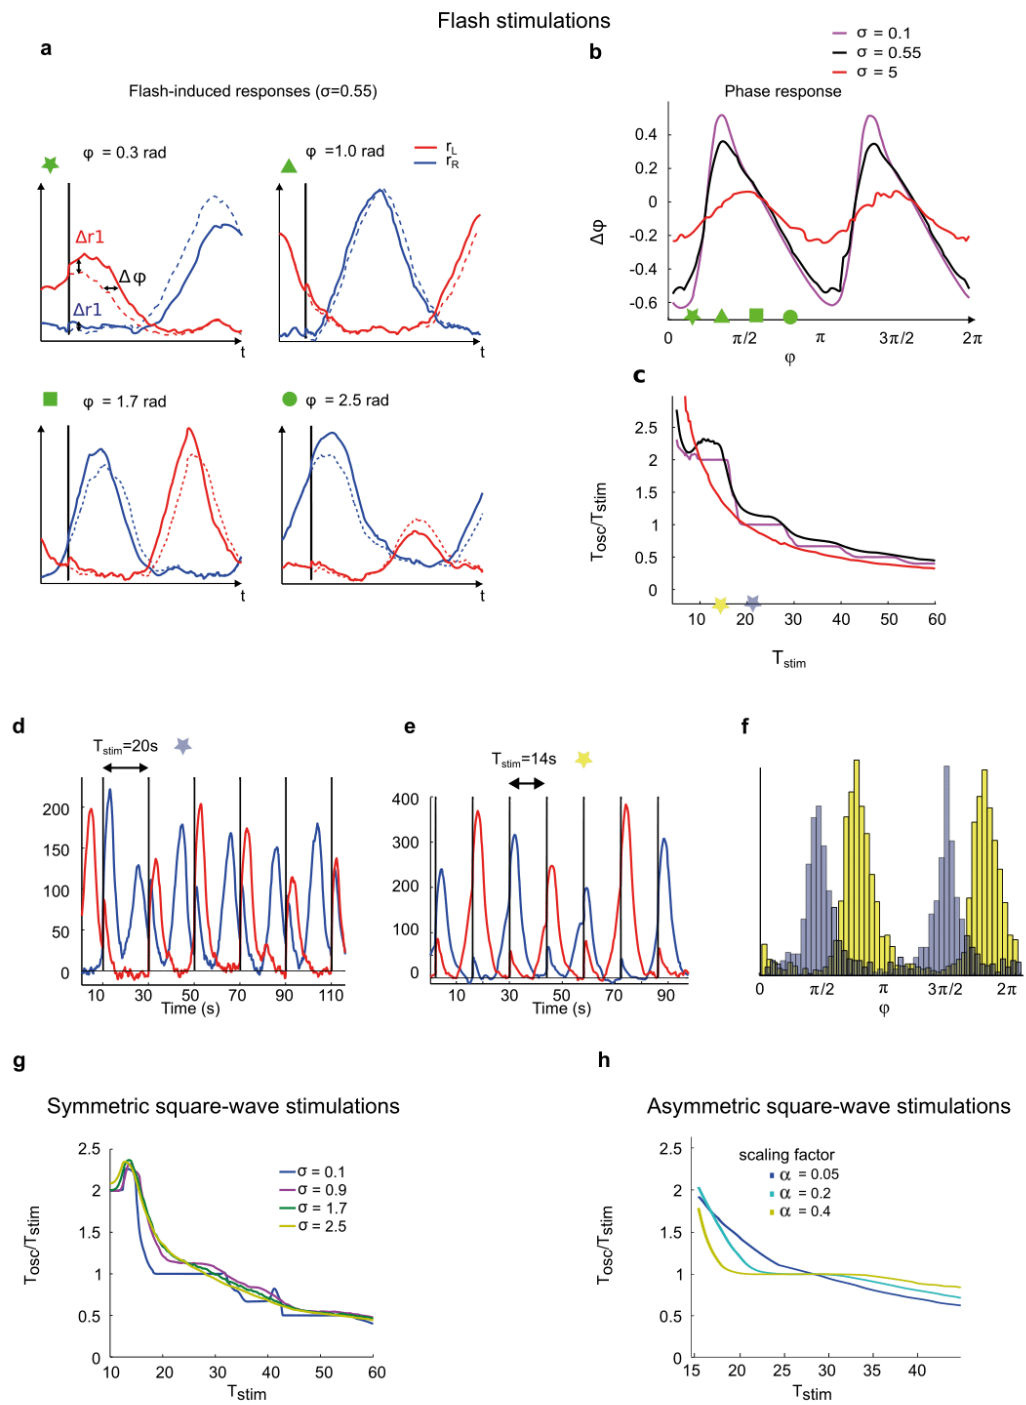 Flash stimulations
a
Flash-induced responses (σ=0.55)
φ = 0.3 rad
φ =1.0 rad
rL
rR
Δr1
Δφ
Δr1
t
t
φ = 1.7 rad
φ = 2.5 rad
t
t
b
σ = 0.1
σ = 0.55
σ = 5
Phase response
0.4
0.2
0
-0.2
-0.4
-0.6
Δφ
0 π/2 π 3π/2 2π
φ
c
2.5
2
1.5
1
0.5
0
Tosc/Tstim
10 20 30 40 50 60
Tstim
d
Tstim=20s
200
150
100
50
0
10 30 50 70 90 110
Time (s)
e
Tstim=14s
400
300
200
100
0
10 30 50 70 90
Time (s)
f
0 π/2 π 3π/2 2π
φ
g
Symmetric square-wave stimulations
2.5
2
1.5
1
0.5
0
Tosc/Tstim
σ = 0.1
σ = 0.9
σ = 1.7
σ = 2.5
10 20 30 40 50 60
Tstim
h
Asymmetric square-wave stimulations
2.5
2
1.5
1
0.5
0
Tosc/Tstim
scaling factor
α = 0.05
α = 0.2
α = 0.4
15 20 25 30 35 40
Tstim